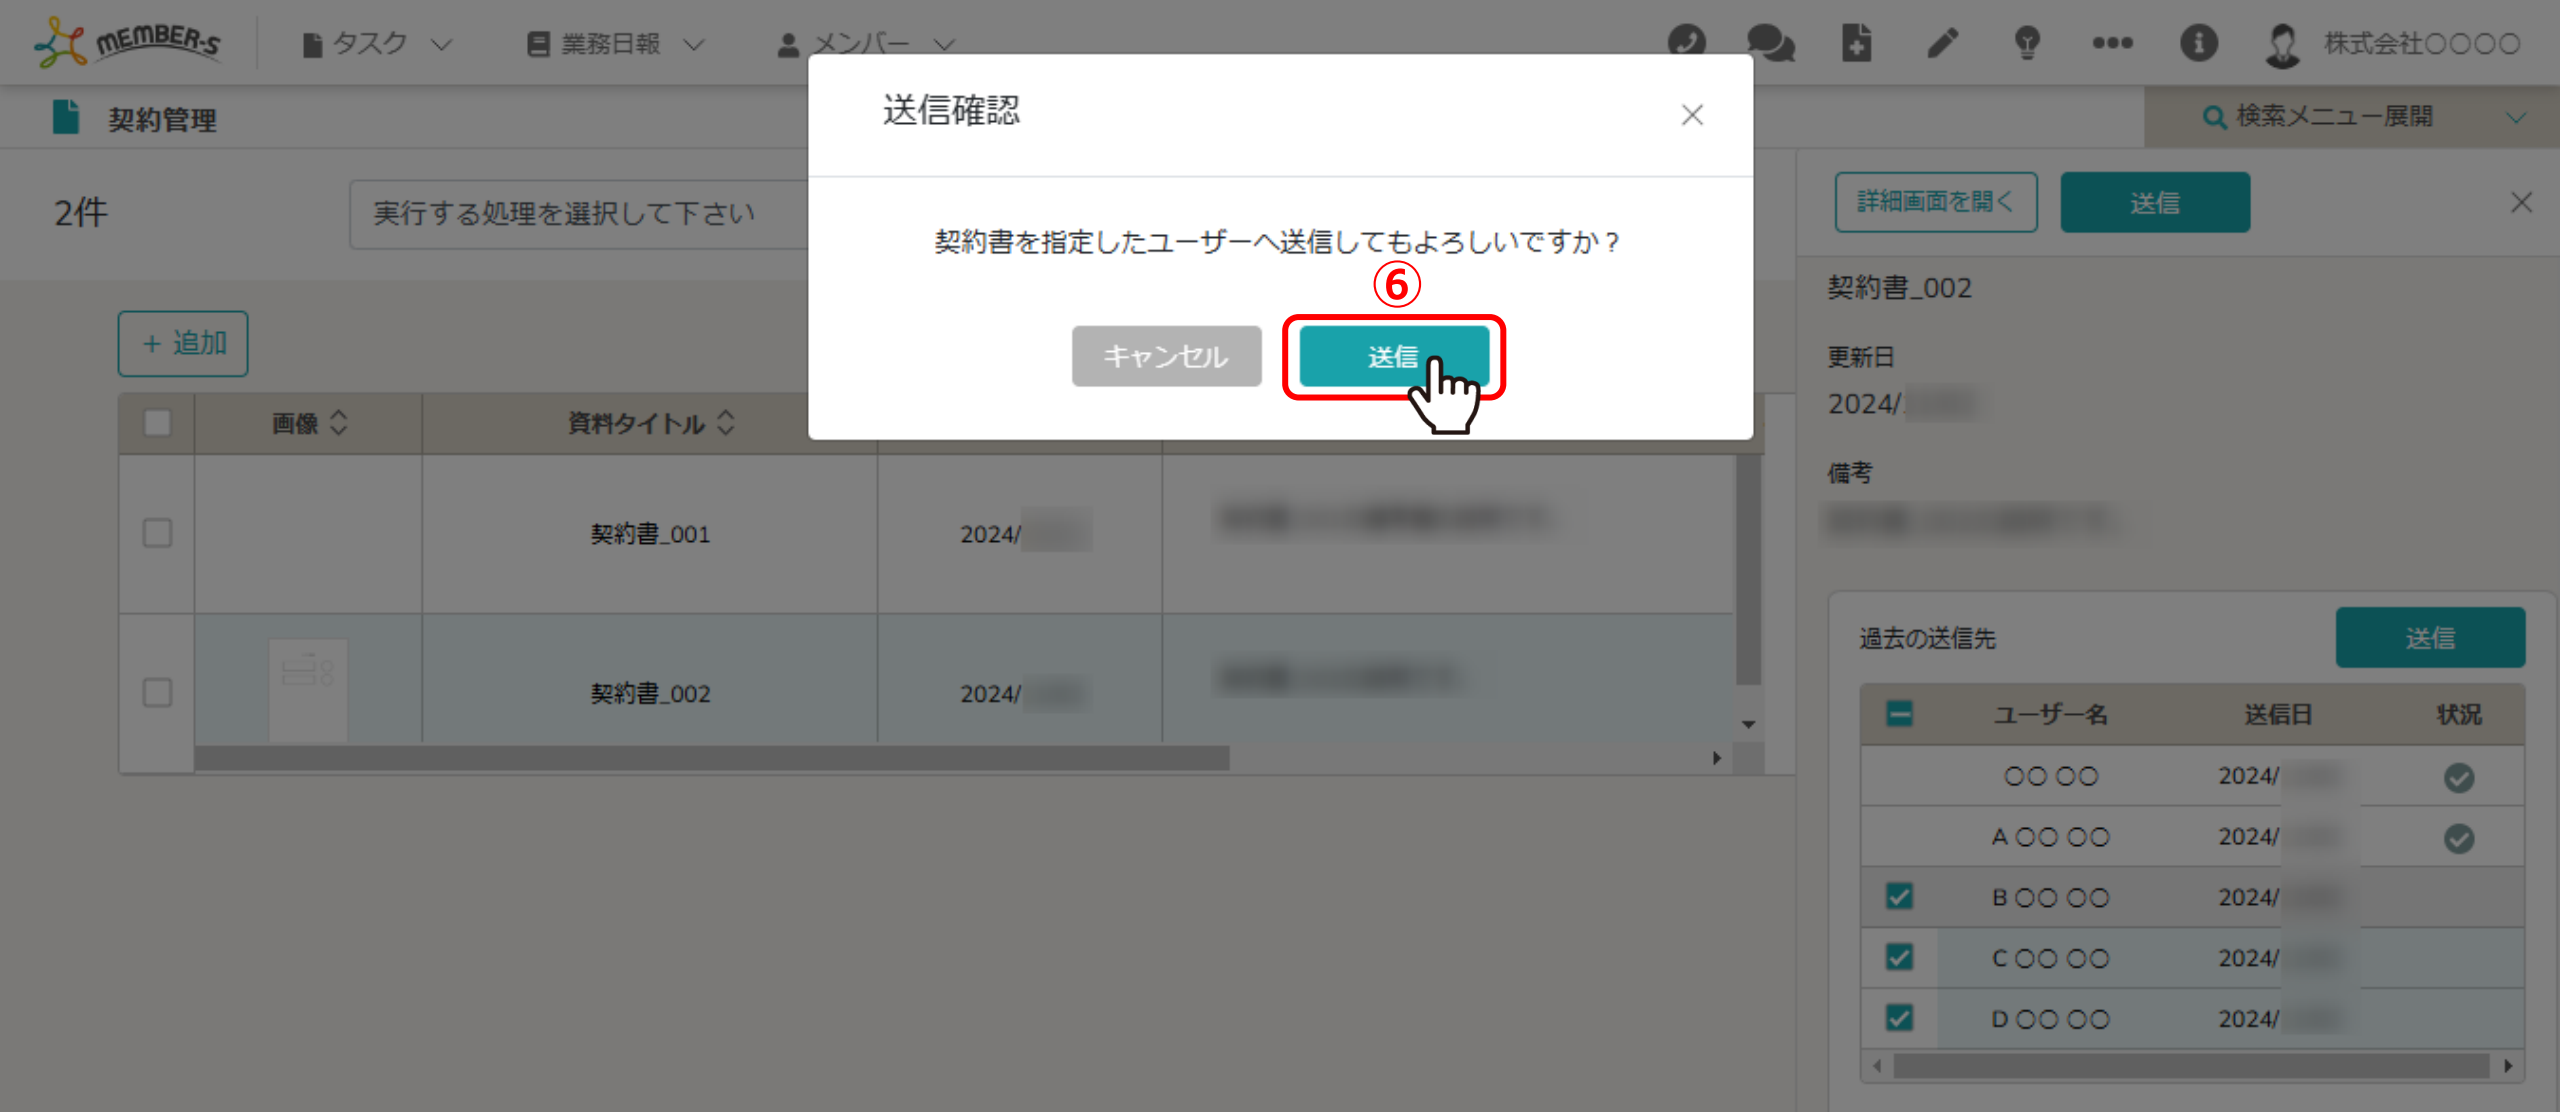 MEMBER-S
タスク
業務日報
メンバー
株式会社○○○○
契約管理
検索メニュー展開
送信確認
契約書を指定したユーザーへ送信してもよろしいですか？
⑥
キャンセル
送信
2件
実行する処理を選択して下さい
+ 追加
画像
資料タイトル
契約書_001
2024/
契約書_002
2024/
詳細画面を開く
送信
契約書_002
更新日
2024/
備考
過去の送信先
送信
ユーザー名 送信日 状況
○○ ○○ 2024/
A ○○ ○○ 2024/
B ○○ ○○ 2024/
C ○○ ○○ 2024/
D ○○ ○○ 2024/